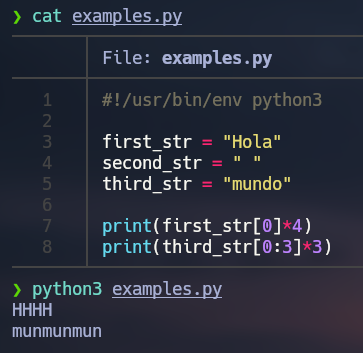 ❯ cat examples.py
File: examples.py
1 #!/usr/bin/env python3
2
3 first_str = "Hola"
4 second_str = " "
5 third_str = "mundo"
6
7 print(first_str[0]*4)
8 print(third_str[0:3]*3)
❯ python3 examples.py
HHHH
munmunmun